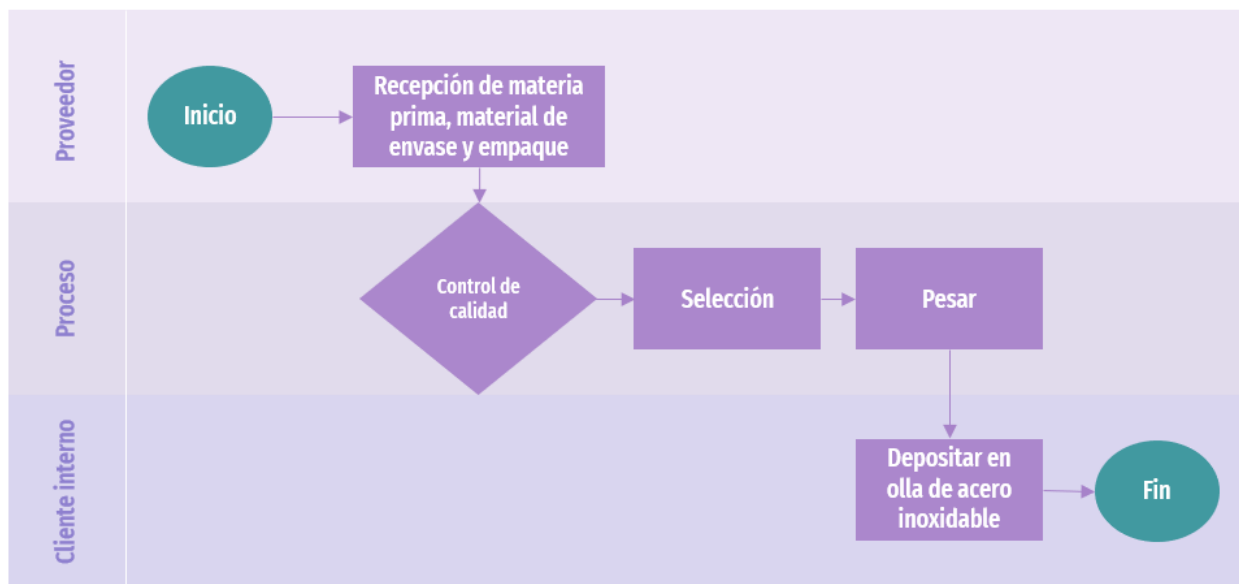 Proveedor
Inicio
Recepción de materia
prima, material de
envase y empaque
Proceso
Control de
calidad
Selección
Pesar
Cliente interno
Depositar en
olla de acero
inoxidable
Fin